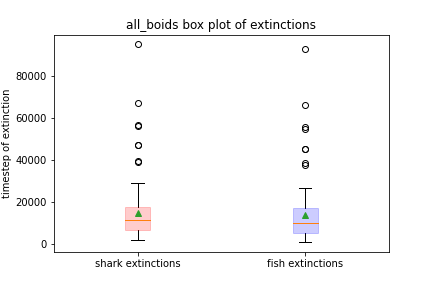 all_boids box plot of extinctions
timestep of extinction
80000
60000
40000
20000
0
shark extinctions
fish extinctions